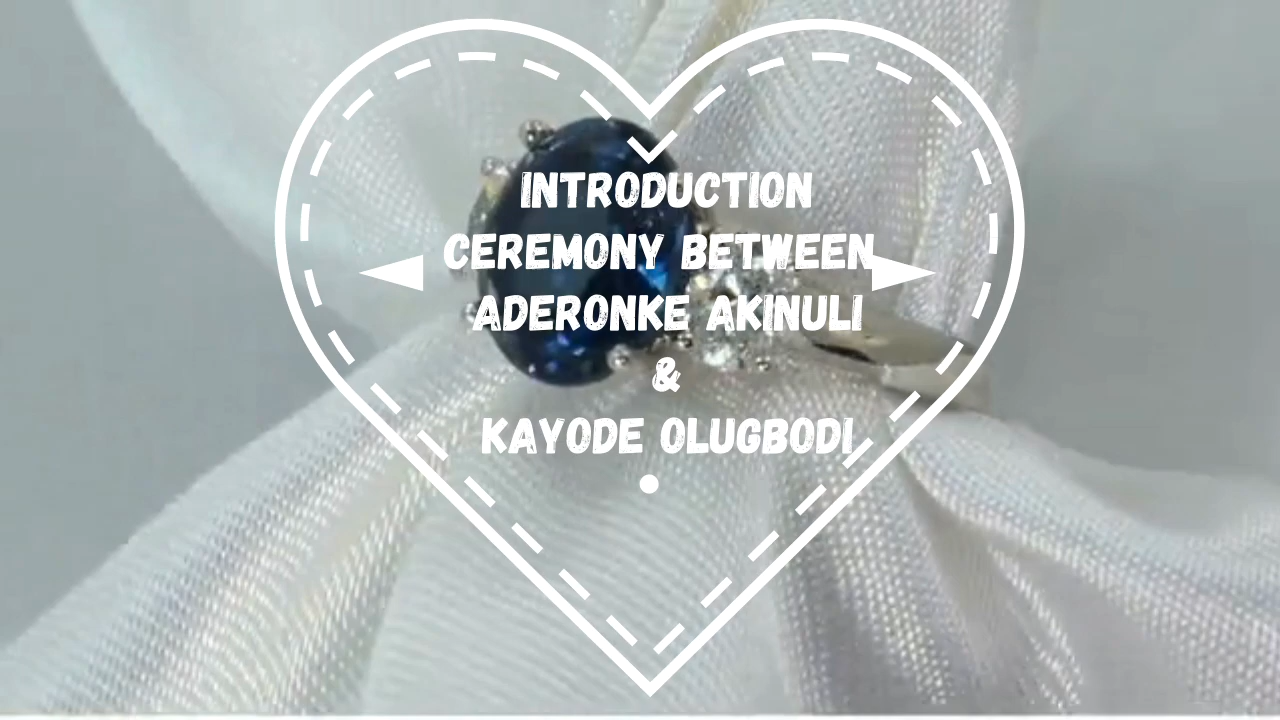 INTRODUCTION
CEREMONY BETWEEN
ADERONKE AKINULI
&
KAYODE OLUGBODI